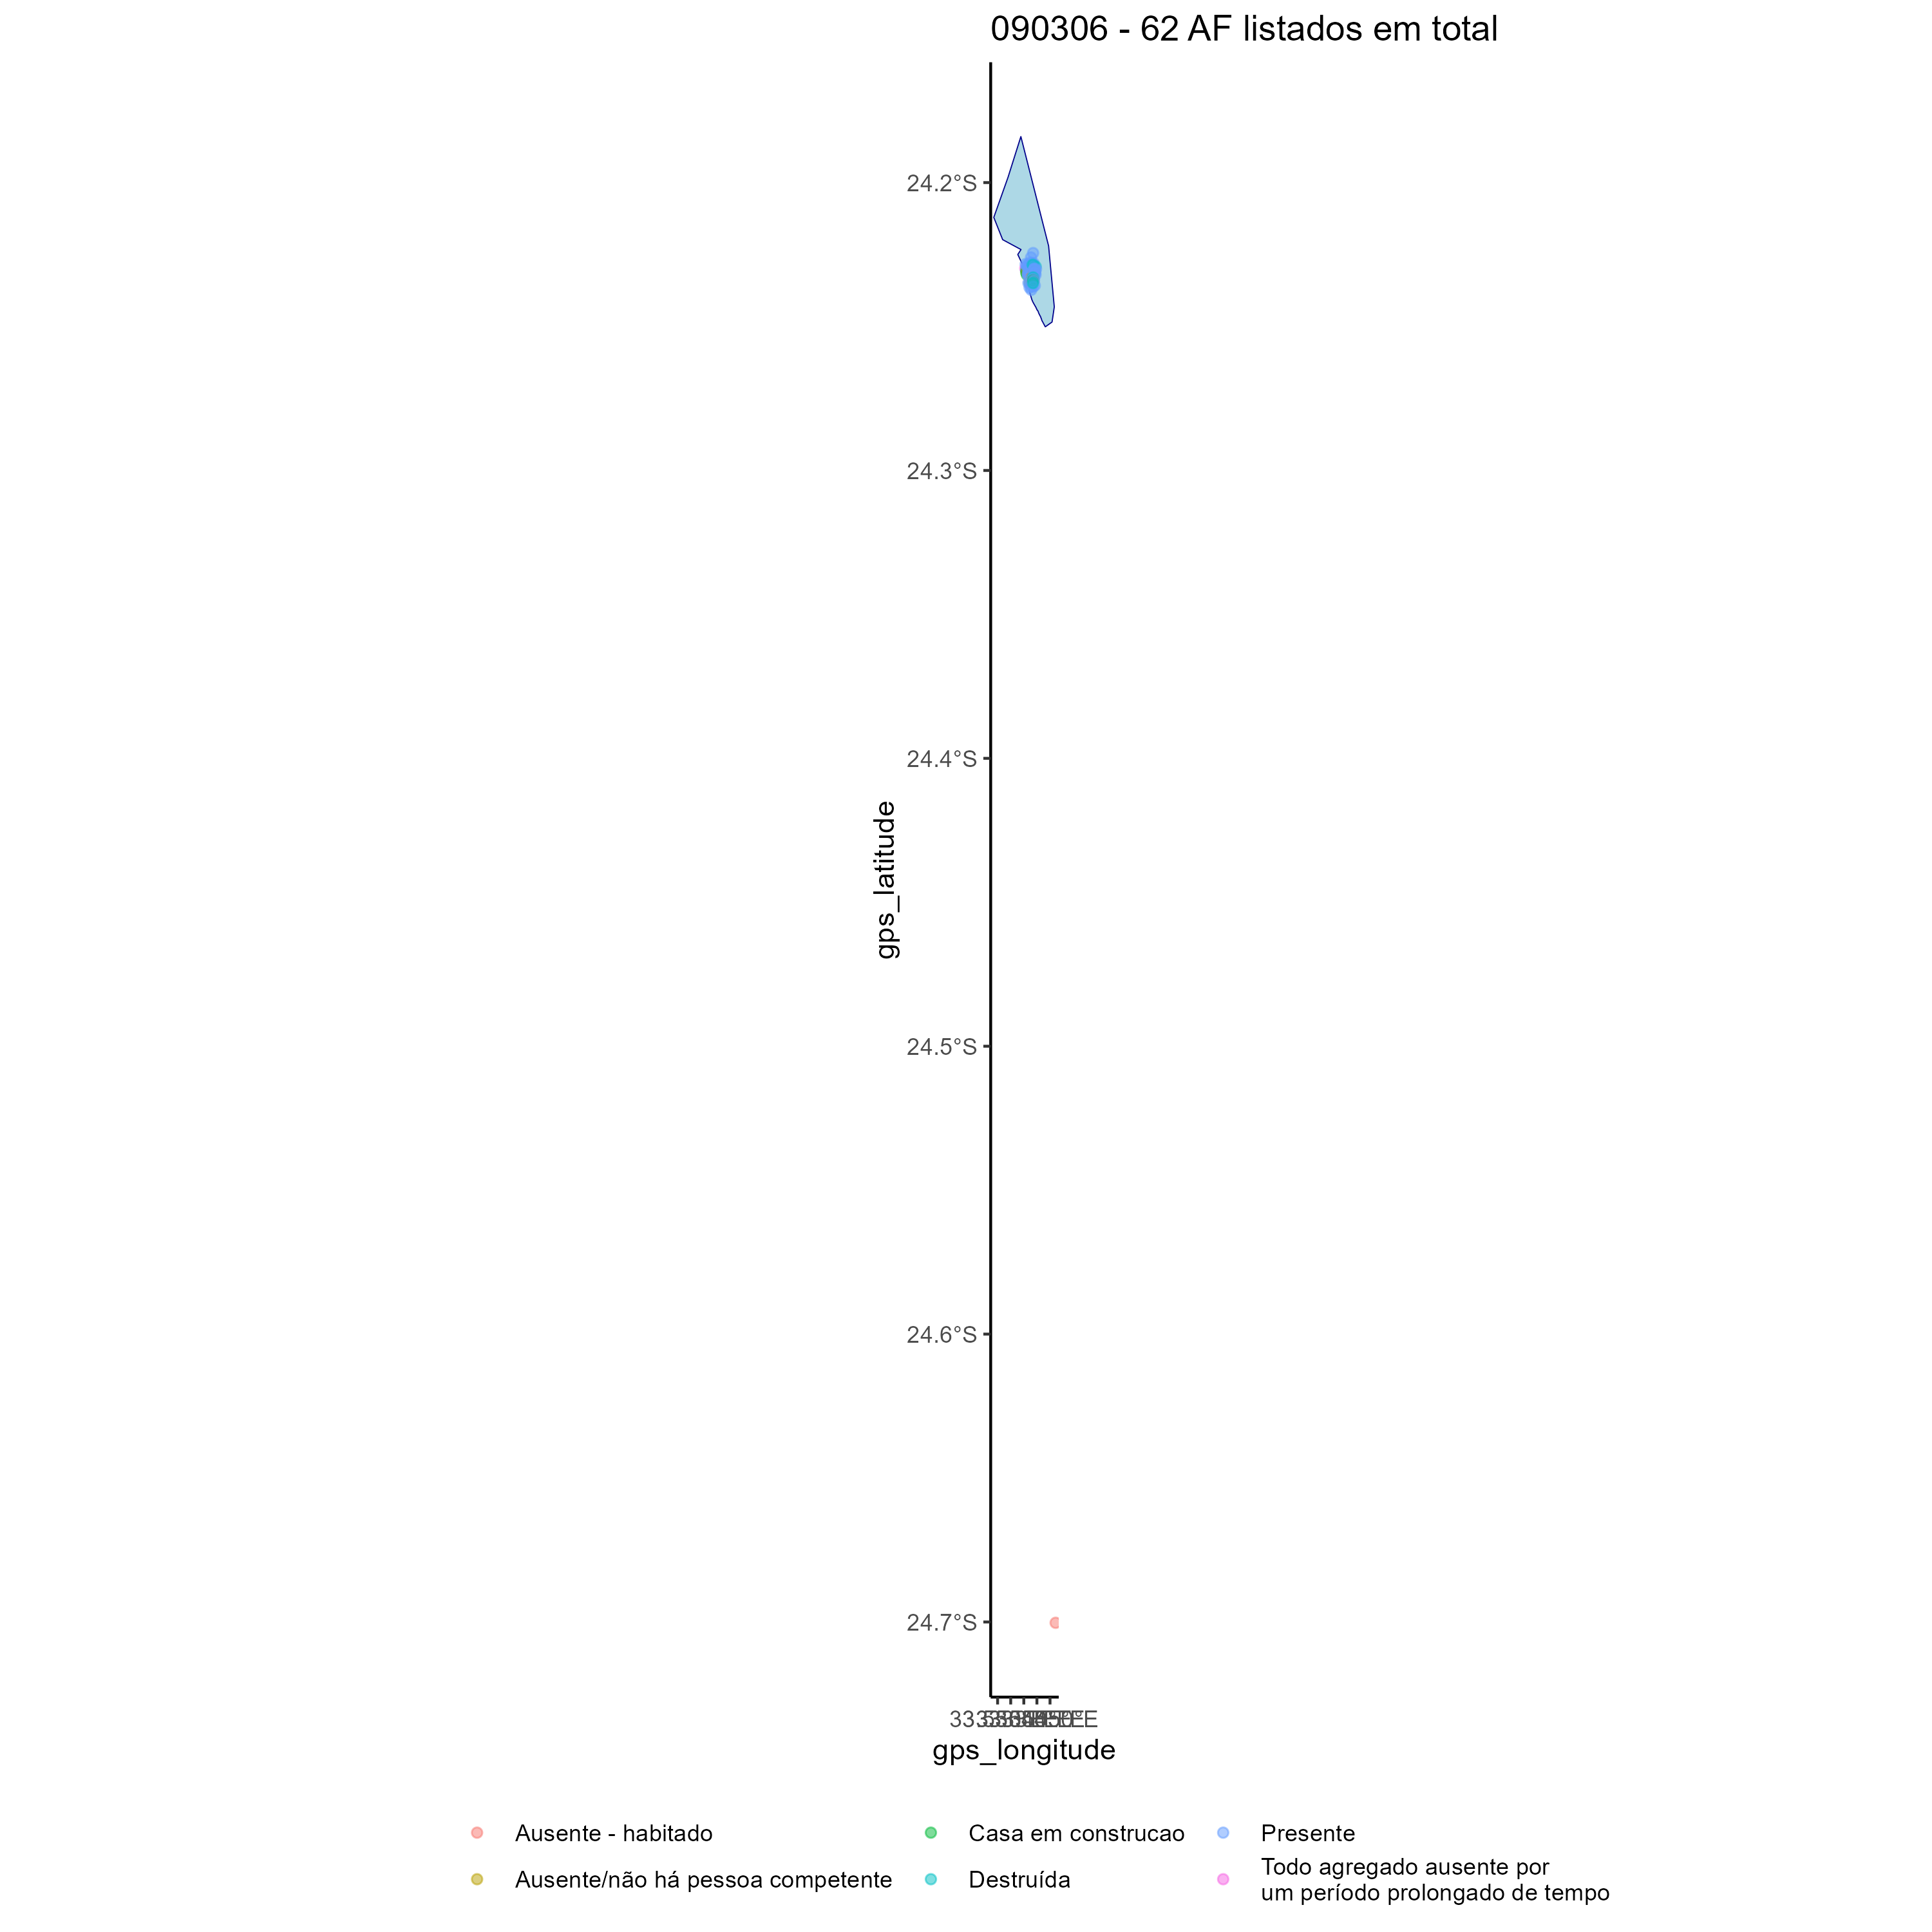 090306 - 62 AF listados em total
24.2°S
24.3°S
24.4°S
24.5°S
24.6°S
24.7°S
gps_latitude
gps_longitude
Ausente - habitado
Casa em construcao
Presente
Ausente/não há pessoa competente
Destruída
Todo agregado ausente por
um período prolongado de tempo